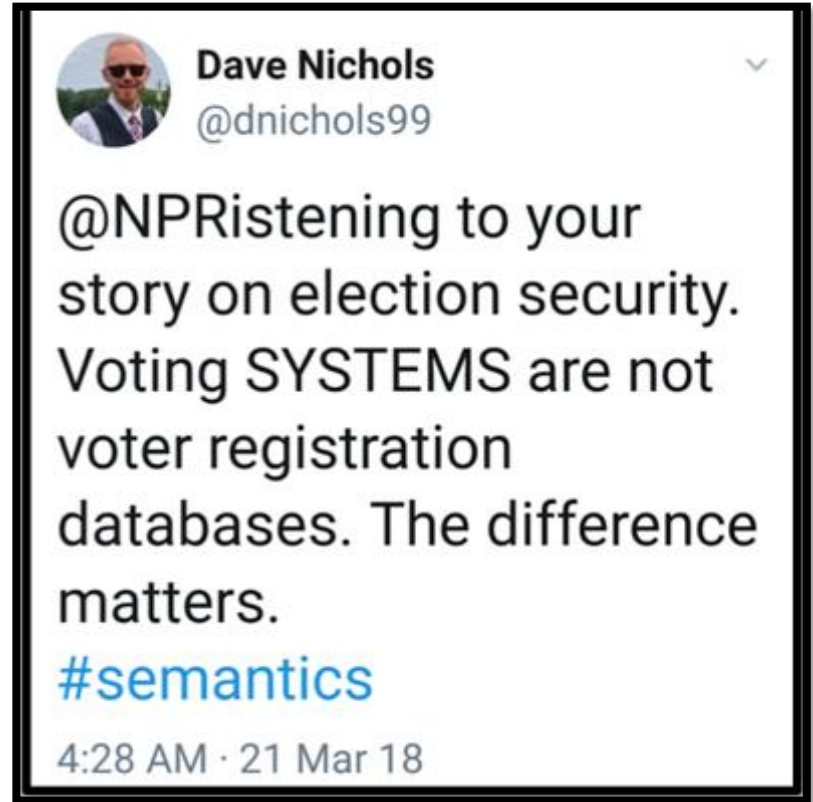 Dave Nichols
@dnichols99
@NPRistening to your
story on election security.
Voting SYSTEMS are not
voter registration
databases. The difference
matters.
#semantics
4:28 AM · 21 Mar 18